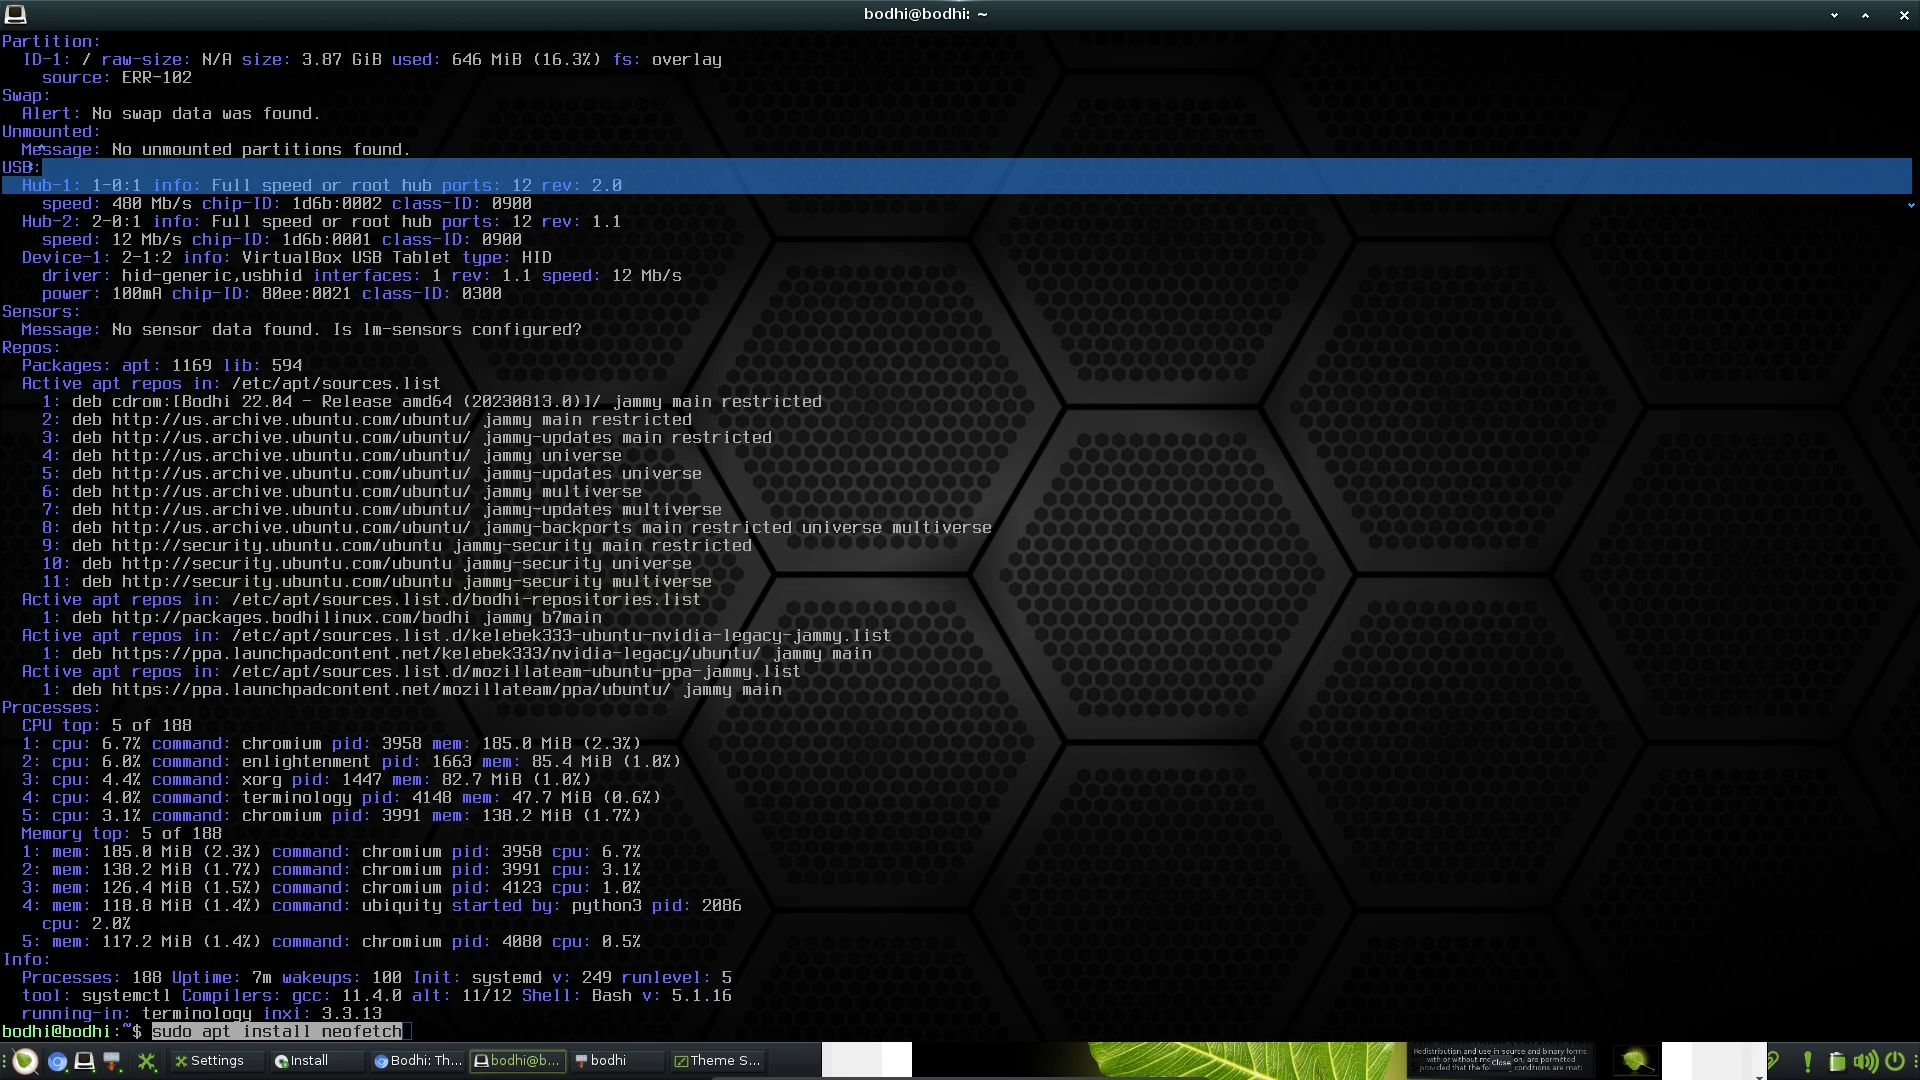 bodhi@bodhi: ~
Partition:
ID-1: / raw-size: N/A size: 3.87 GiB used: 646 MiB (16.3%) fs: overlay
source: ERR-102
Swap:
Alert: No swap data was found.
Unmounted:
Message: No unmounted partitions found.
USB:
Hub-1: 1-0:1 info: Full speed or root hub ports: 12 rev: 2.0
speed: 480 Mb/s chip-ID: 1d6b:0002 class-ID: 0900
Hub-2: 2-0:1 info: Full speed or root hub ports: 12 rev: 1.1
speed: 12 Mb/s chip-ID: 1d6b:0001 class-ID: 0900
Device-1: 2-1:2 info: VirtualBox USB Tablet type: HID
driver: hid-generic,usbhid interfaces: 1 rev: 1.1 speed: 12 Mb/s
power: 100mA chip-ID: 80ee:0021 class-ID: 0300
Sensors:
Message: No sensor data found. Is lm-sensors configured?
Repos:
Packages: apt: 1169 lib: 594
Active apt repos in: /etc/apt/sources.list
1: deb cdrom:[Bodhi 22.04 - Release amd64 (20230813.0)]/ jammy main restricted
2: deb http://us.archive.ubuntu.com/ubuntu/ jammy main restricted
3: deb http://us.archive.ubuntu.com/ubuntu/ jammy-updates main restricted
4: deb http://us.archive.ubuntu.com/ubuntu/ jammy universe
5: deb http://us.archive.ubuntu.com/ubuntu/ jammy-updates universe
6: deb http://us.archive.ubuntu.com/ubuntu/ jammy multiverse
7: deb http://us.archive.ubuntu.com/ubuntu/ jammy-updates multiverse
8: deb http://us.archive.ubuntu.com/ubuntu/ jammy-backports main restricted universe multiverse
9: deb http://security.ubuntu.com/ubuntu jammy-security main restricted
10: deb http://security.ubuntu.com/ubuntu jammy-security universe
11: deb http://security.ubuntu.com/ubuntu jammy-security multiverse
Active apt repos in: /etc/apt/sources.list.d/bodhi-repositories.list
1: deb http://packages.bodhilinux.com/bodhi jammy b7main
Active apt repos in: /etc/apt/sources.list.d/kelebek333-ubuntu-nvidia-legacy-jammy.list
1: deb https://ppa.launchpadcontent.net/kelebek333/nvidia-legacy/ubuntu/ jammy main
Active apt repos in: /etc/apt/sources.list.d/mozillateam-ubuntu-ppa-jammy.list
1: deb https://ppa.launchpadcontent.net/mozillateam/ppa/ubuntu/ jammy main
Processes:
CPU top: 5 of 188
1: cpu: 6.7% command: chromium pid: 3958 mem: 185.0 MiB (2.3%)
2: cpu: 6.0% command: enlightenment pid: 1663 mem: 85.4 MiB (1.0%)
3: cpu: 4.4% command: xorg pid: 1447 mem: 82.7 MiB (1.0%)
4: cpu: 4.0% command: terminology pid: 4148 mem: 47.7 MiB (0.6%)
5: cpu: 3.1% command: chromium pid: 3991 mem: 138.2 MiB (1.7%)
Memory top: 5 of 188
1: mem: 185.0 MiB (2.3%) command: chromium pid: 3958 cpu: 6.7%
2: mem: 138.2 MiB (1.7%) command: chromium pid: 3991 cpu: 3.1%
3: mem: 126.4 MiB (1.5%) command: chromium pid: 4123 cpu: 1.0%
4: mem: 118.8 MiB (1.4%) command: ubiquity started by: python3 pid: 2086
cpu: 2.0%
5: mem: 117.2 MiB (1.4%) command: chromium pid: 4080 cpu: 0.5%
Info:
Processes: 188 Uptime: 7m wakeups: 100 Init: systemd v: 249 runlevel: 5
tool: systemctl Compilers: gcc: 11.4.0 alt: 11/12 Shell: Bash v: 5.1.16
running-in: terminology inxi: 3.3.13
bodhi@bodhi:~$ sudo apt install neofetch
Settings Install Bodhi: Th... bodhi@b... bodhi Theme S...
Redistribution and use in source and binary forms,
with or without are permitted
Close
provided that the following conditions are met: